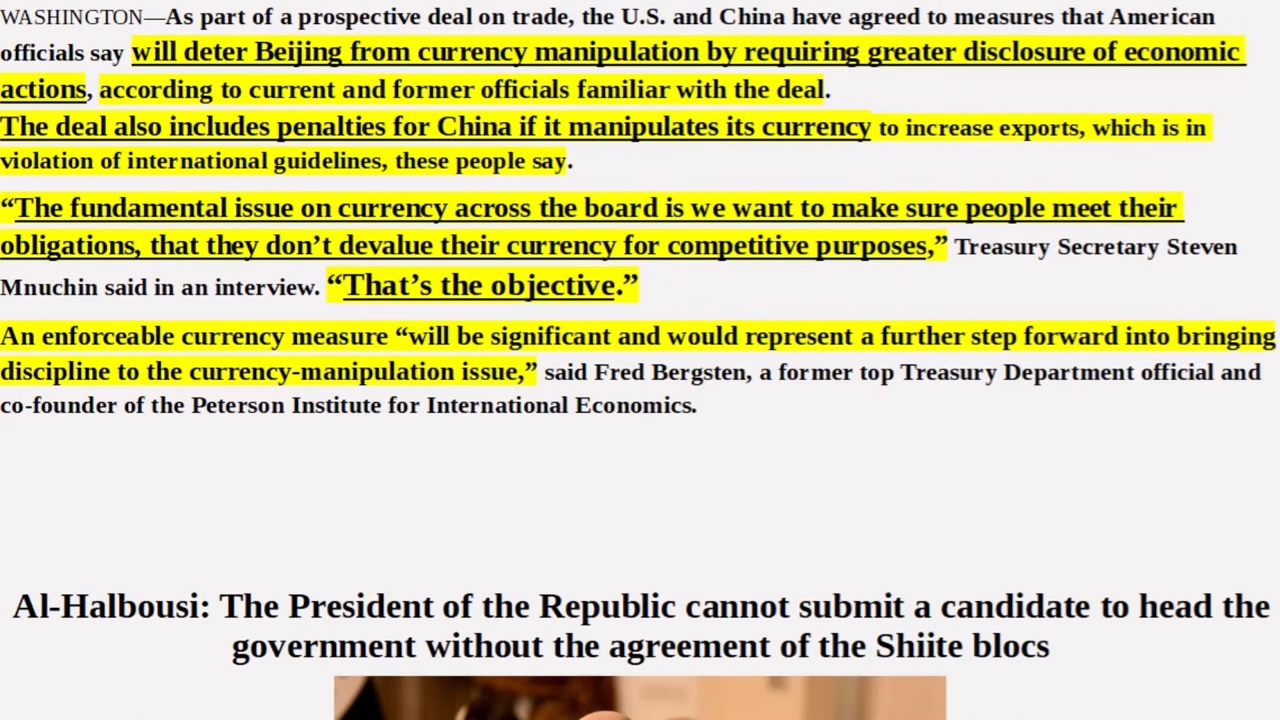 WASHINGTON—As part of a prospective deal on trade, the U.S. and China have agreed to measures that American
officials say will deter Beijing from currency manipulation by requiring greater disclosure of economic
actions, according to current and former officials familiar with the deal.
The deal also includes penalties for China if it manipulates its currency to increase exports, which is in
violation of international guidelines, these people say.
“The fundamental issue on currency across the board is we want to make sure people meet their
obligations, that they don’t devalue their currency for competitive purposes,” Treasury Secretary Steven
Mnuchin said in an interview. “That’s the objective.”
An enforceable currency measure “will be significant and would represent a further step forward into bringing
discipline to the currency-manipulation issue,” said Fred Bergsten, a former top Treasury Department official and
co-founder of the Peterson Institute for International Economics.
Al-Halbousi: The President of the Republic cannot submit a candidate to head the
government without the agreement of the Shiite blocs